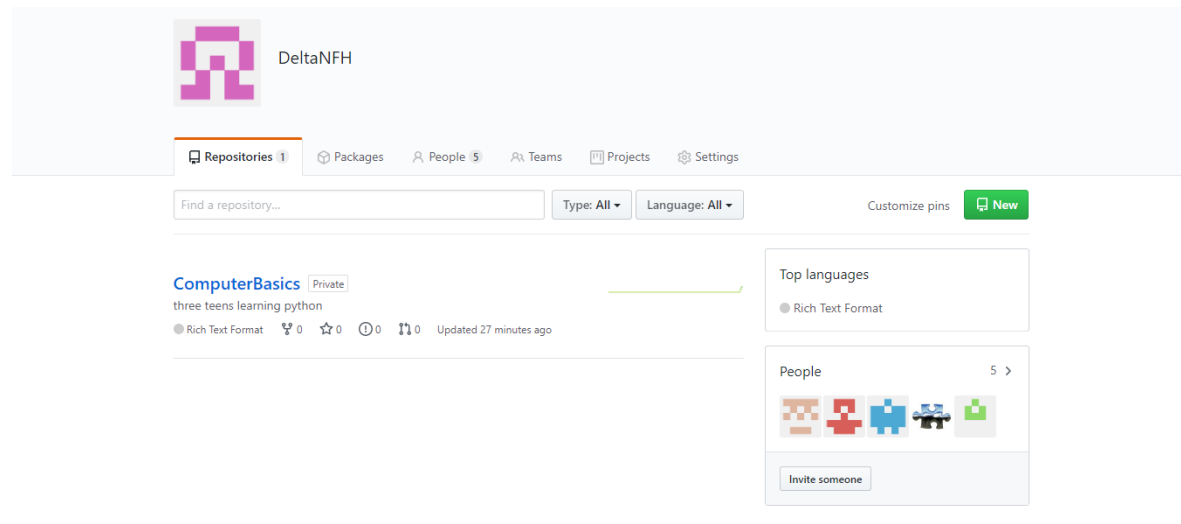 DeltaNFH
Repositories 1 Packages People 5 Teams Projects Settings
Find a repository... Type: All Language: All Customize pins New
ComputerBasics Private
three teens learning python
Rich Text Format 0 0 0 0 Updated 27 minutes ago
Top languages
Rich Text Format
People 5
Invite someone